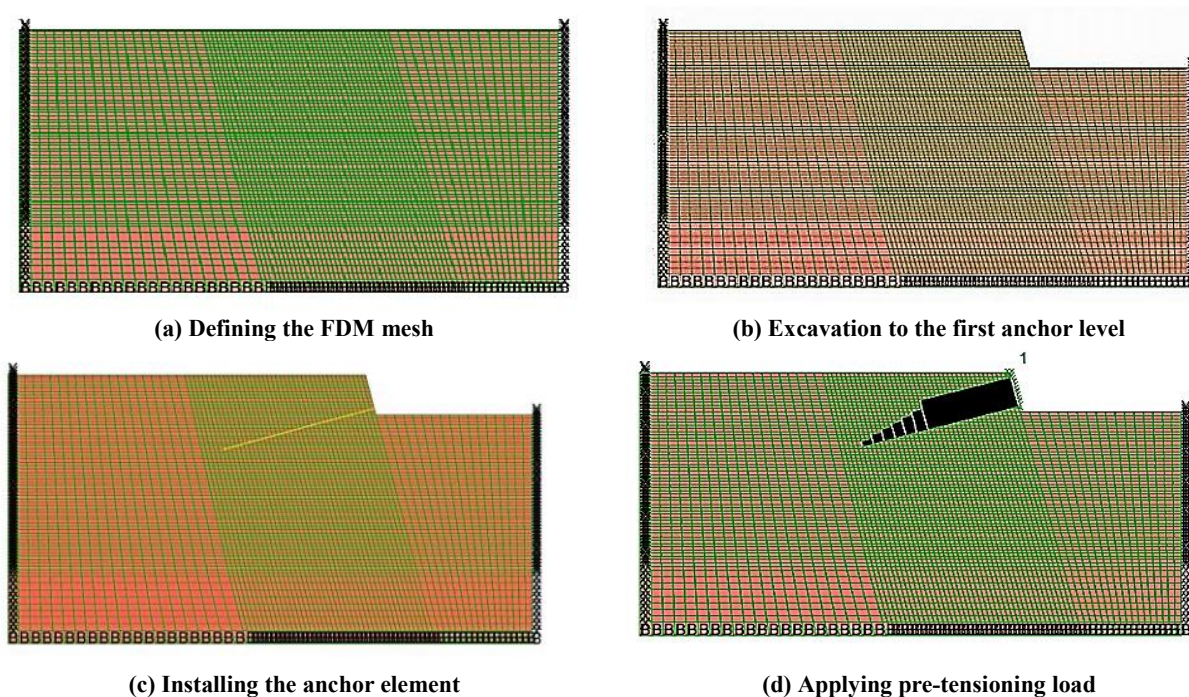 (a) Defining the FDM mesh
(b) Excavation to the first anchor level
1
(c) Installing the anchor element
(d) Applying pre-tensioning load